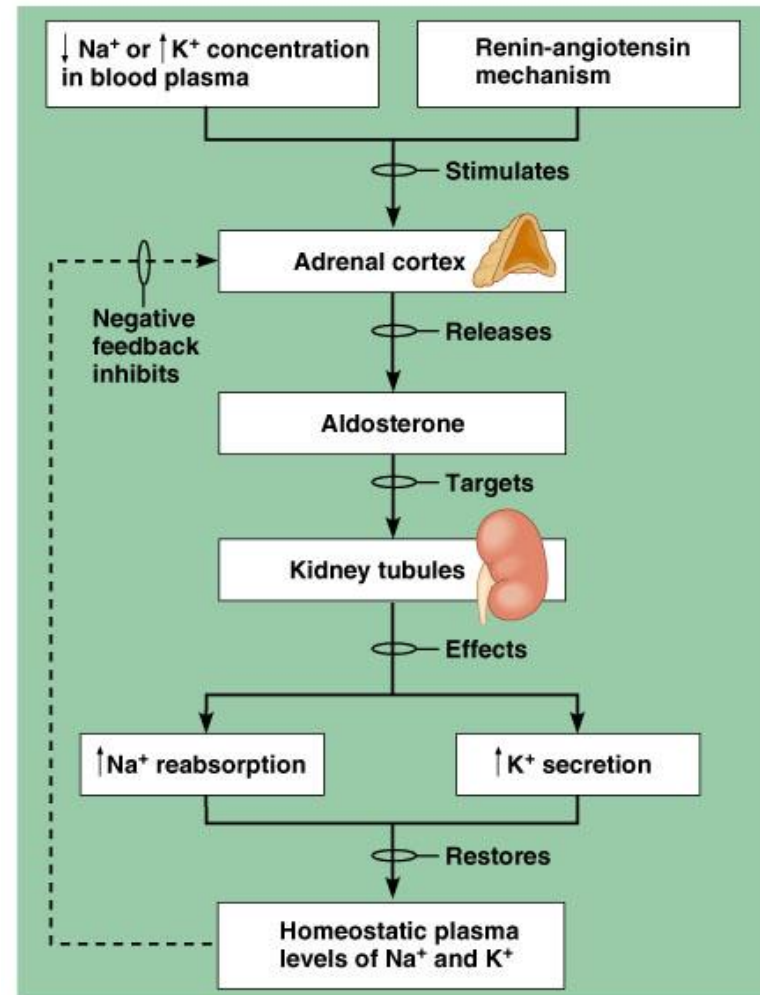 ↓ Na⁺ or ↑K⁺ concentration
in blood plasma
Renin-angiotensin
mechanism
Stimulates
Adrenal cortex
Negative
feedback
inhibits
Releases
Aldosterone
Targets
Kidney tubules
Effects
↑Na⁺ reabsorption
↑K⁺ secretion
Restores
Homeostatic plasma
levels of Na⁺ and K⁺